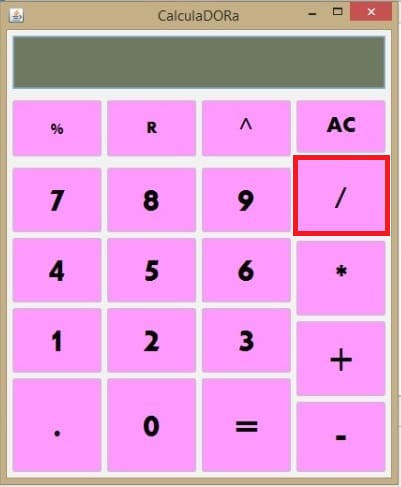 CalculaDORa
% R ^ AC
7 8 9 /
4 5 6 *
1 2 3 +
. 0 = -